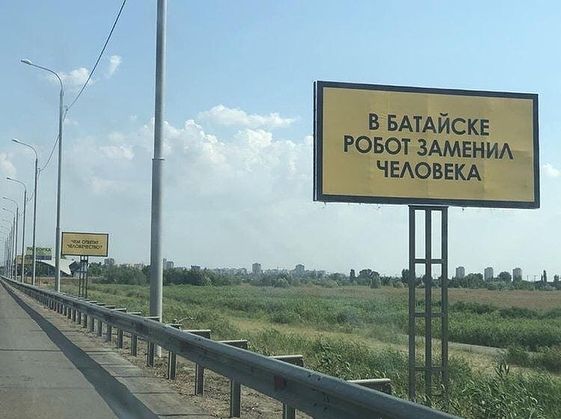 В БАТАЙСКЕ
РОБОТ ЗАМЕНИЛ
ЧЕЛОВЕКА
ЧЕМ ОТВЕТИТ
ЧЕЛОВЕЧЕСТВО?